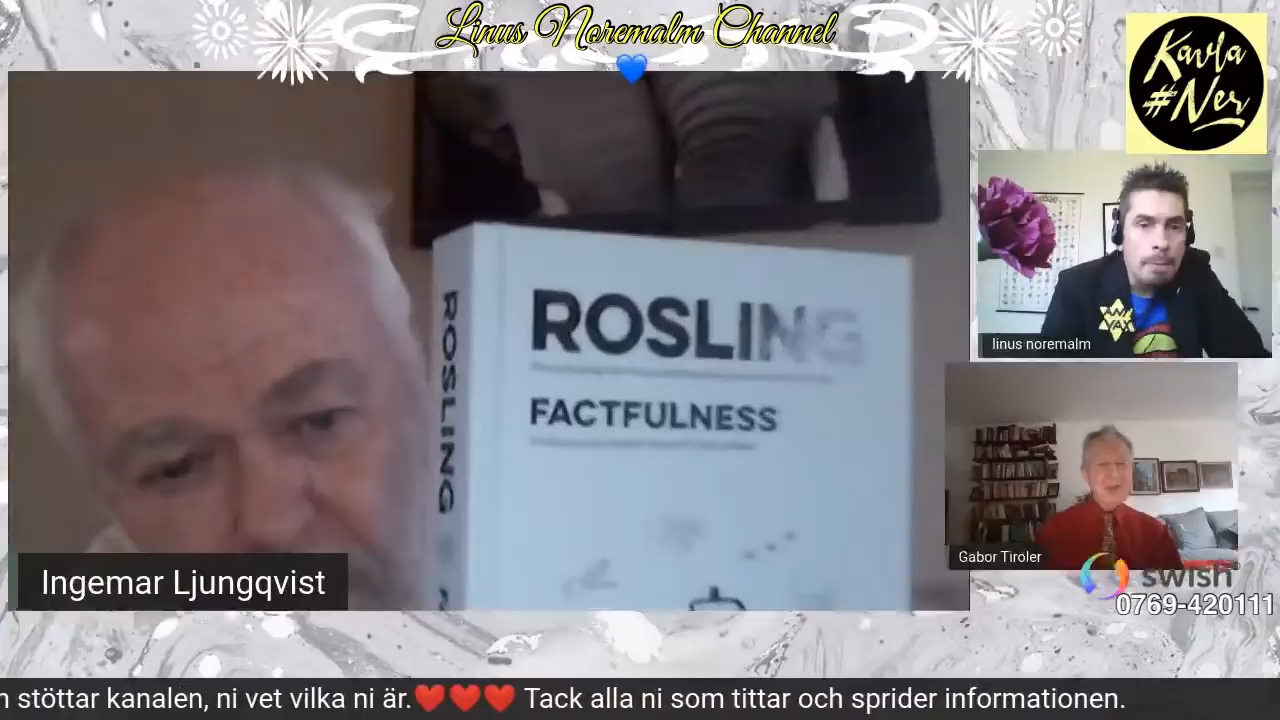 Linus Noremalm Channel
Kavla
#Ner
ROSLING
FACTFULNESS
ROSLING
Ingemar Ljungqvist
linus noremalm
Gabor Tiroler
swish
0769-420111
stöttar kanalen, ni vet vilka ni är.❤️❤️❤️ Tack alla ni som tittar och sprider informationen.